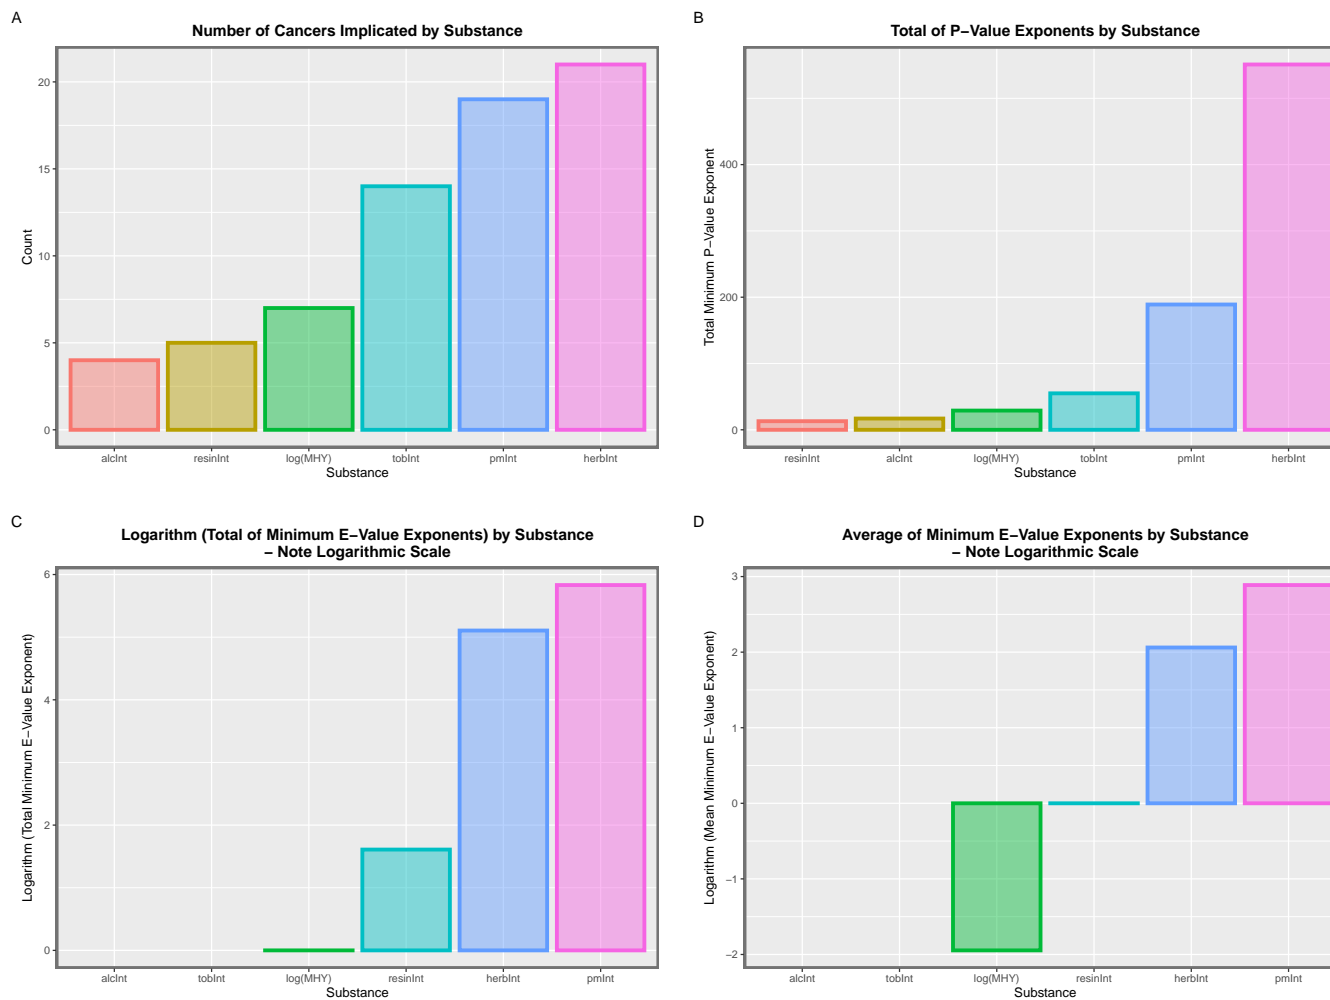 A
Number of Cancers Implicated by Substance
Count
20
15
10
5
0
alcInt
resinInt
log(MHY)
tobInt
pmInt
herbInt
Substance
B
Total of P−Value Exponents by Substance
Total Minimum P−Value Exponent
400
200
0
resinInt
alcInt
log(MHY)
tobInt
pmInt
herbInt
Substance
C
Logarithm (Total of Minimum E−Value Exponents) by Substance
− Note Logarithmic Scale
Logarithm (Total Minimum E−Value Exponent)
6
4
2
0
alcInt
tobInt
log(MHY)
resinInt
herbInt
pmInt
Substance
D
Average of Minimum E−Value Exponents by Substance
− Note Logarithmic Scale
Logarithm (Mean Minimum E−Value Exponent)
3
2
1
0
−1
−2
alcInt
tobInt
log(MHY)
resinInt
herbInt
pmInt
Substance